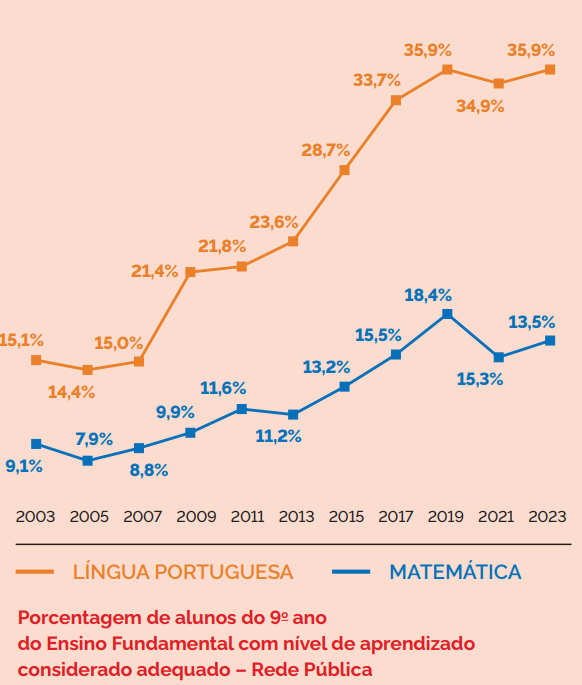 35,9% 35,9%
33,7%
34,9%
28,7%
23,6%
21,8%
21,4%
18,4%
15,1% 15,0% 15,5% 13,5%
13,2% 15,3%
14,4% 11,6%
9,9%
7,9% 11,2%
9,1% 8,8%
2003 2005 2007 2009 2011 2013 2015 2017 2019 2021 2023
LÍNGUA PORTUGUESA MATEMÁTICA
Porcentagem de alunos do 9º ano
do Ensino Fundamental com nível de aprendizado
considerado adequado – Rede Pública